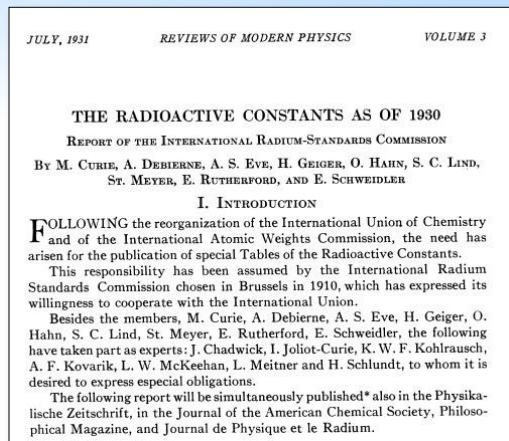 JULY, 1931 REVIEWS OF MODERN PHYSICS VOLUME 3
THE RADIOACTIVE CONSTANTS AS OF 1930
REPORT OF THE INTERNATIONAL RADIUM-STANDARDS COMMISSION
BY M. CURIE, A. DEBIERNE, A. S. EVE, H. GEIGER, O. HAHN, S. C. LIND,
ST. MEYER, E. RUTHERFORD, AND E. SCHWEIDLER
I. INTRODUCTION
FOLLOWING the reorganization of the International Union of Chemistry
and of the International Atomic Weights Commission, the need has
arisen for the publication of special Tables of the Radioactive Constants.
This responsibility has been assumed by the International Radium
Standards Commission chosen in Brussels in 1910, which has expressed its
willingness to cooperate with the International Union.
Besides the members, M. Curie, A. Debierne, A. S. Eve, H. Geiger, O.
Hahn, S. C. Lind, St. Meyer, E. Rutherford, E. Schweidler, the following
have taken part as experts: J. Chadwick, I. Joliot-Curie, K. W. F. Kohlrausch,
A. F. Kovarik, L. W. McKeehan, L. Meitner and H. Schlundt, to whom it is
desired to express especial obligations.
The following report will be simultaneously published* also in the Physika-
lische Zeitschrift, in the Journal of the American Chemical Society, Philoso-
phical Magazine, and Journal de Physique et le Radium.